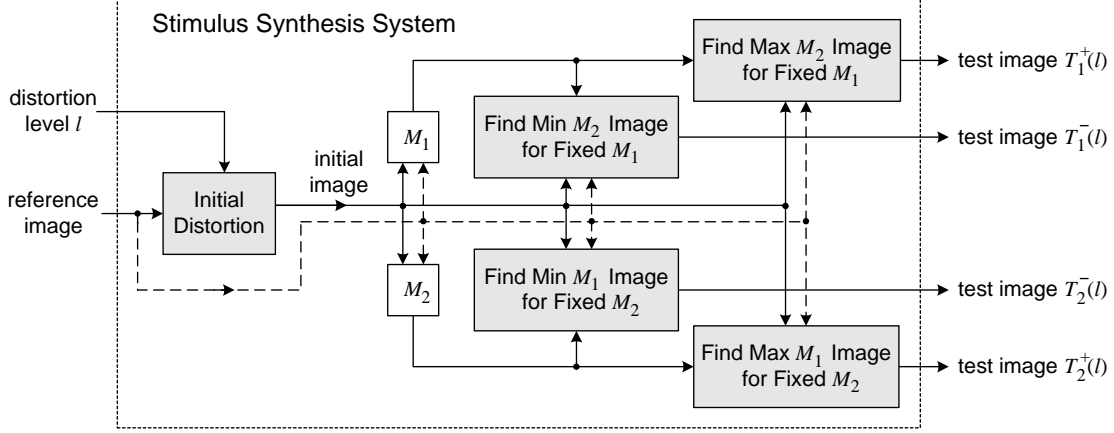 Stimulus Synthesis System
distortion
level l
reference
image
Initial
Distortion
initial
image
M1
M2
Find Min M2 Image
for Fixed M1
Find Max M2 Image
for Fixed M1
Find Min M1 Image
for Fixed M2
Find Max M1 Image
for Fixed M2
test image T1+(l)
test image T1−(l)
test image T2−(l)
test image T2+(l)